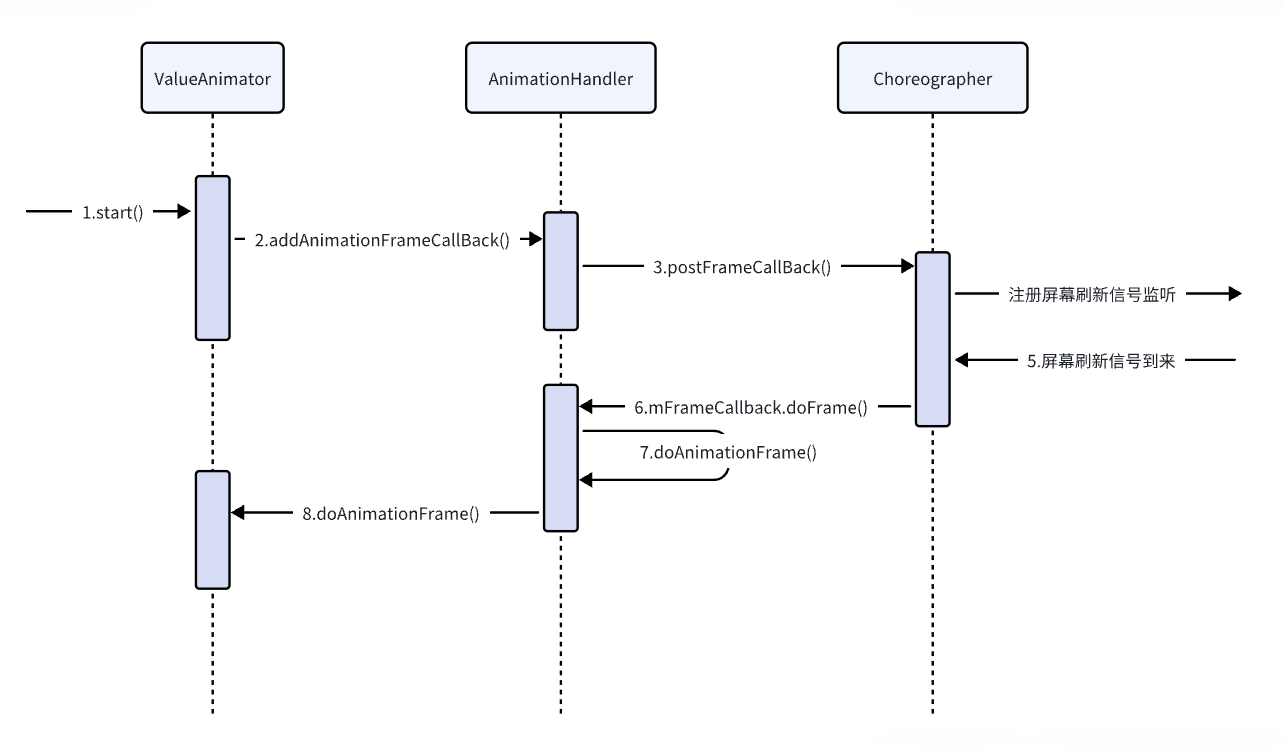 ValueAnimator
AnimationHandler
Choreographer
1.start()
2.addAnimationFrameCallBack()
3.postFrameCallBack()
注册屏幕刷新信号监听
5.屏幕刷新信号到来
6.mFrameCallback.doFrame()
7.doAnimationFrame()
8.doAnimationFrame()